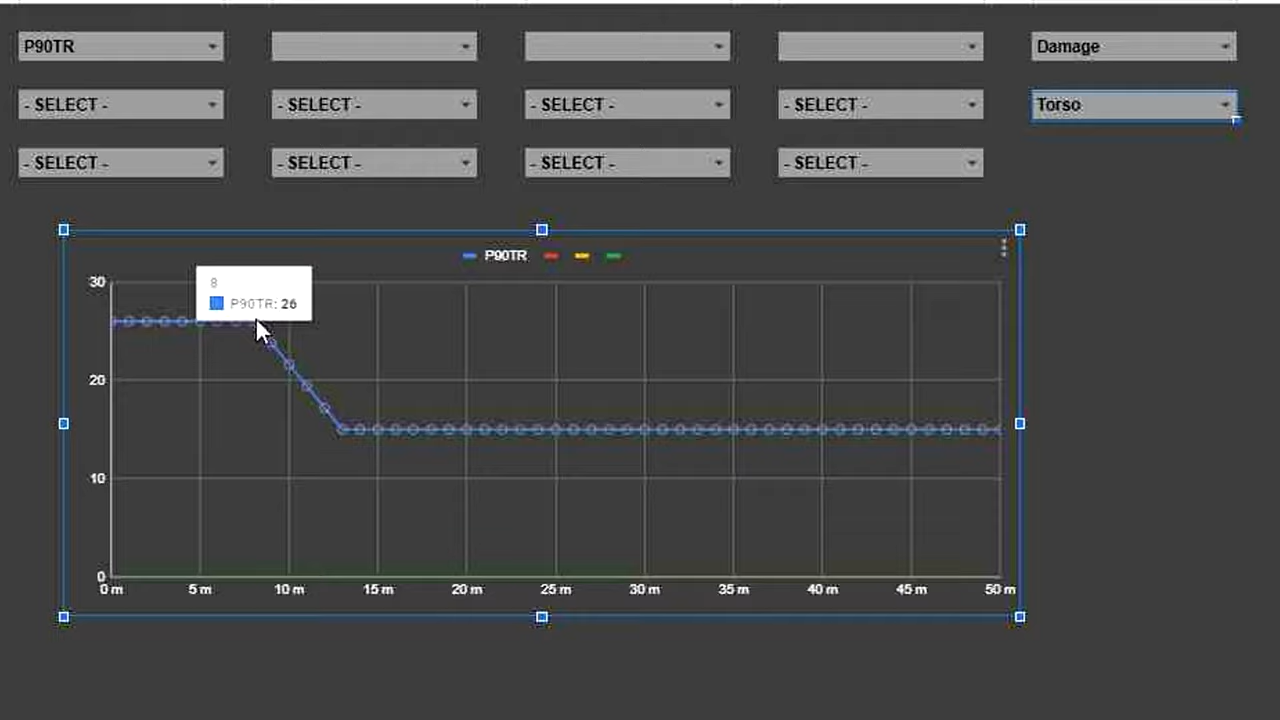 P90TR
Damage
- SELECT -
- SELECT -
- SELECT -
- SELECT -
Torso
- SELECT -
- SELECT -
- SELECT -
- SELECT -
P90TR
8
P90TR: 26
30
20
10
0
0 m
5 m
10 m
15 m
20 m
25 m
30 m
35 m
40 m
45 m
50 m